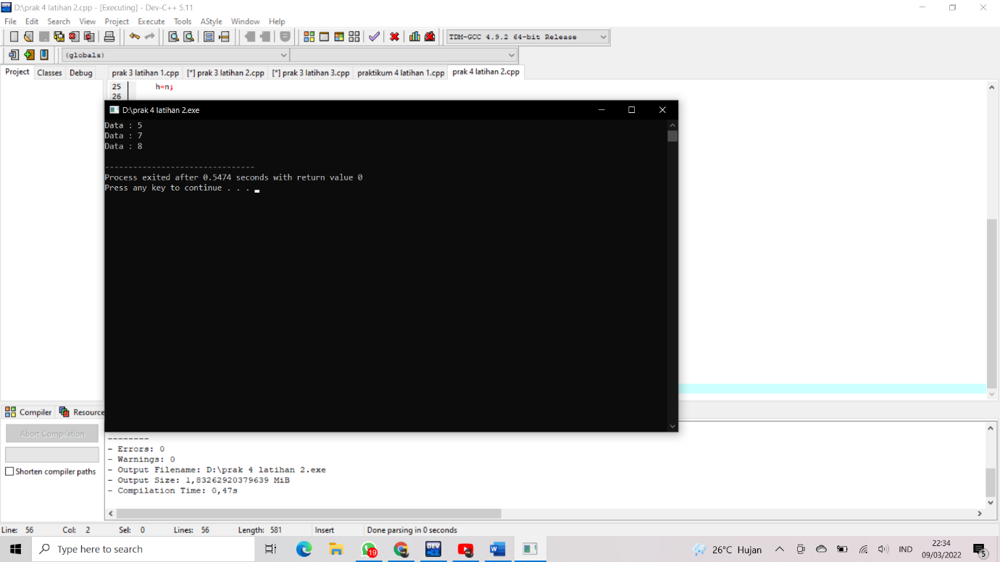 D:\prak 4 latihan 2.cpp - [Executing] - Dev-C++ 5.11
File Edit Search View Project Execute Tools AStyle Window Help
TDM-GCC 4.9.2 64-bit Release
(globals)
Project Classes Debug prak 3 latihan 1.cpp [*] prak 3 latihan 2.cpp [*] prak 3 latihan 3.cpp praktikum 4 latihan 1.cpp prak 4 latihan 2.cpp
25 h=n;
26
D:\prak 4 latihan 2.exe
Data : 5
Data : 7
Data : 8
--------------------------------
Process exited after 0.5474 seconds with return value 0
Press any key to continue . . .
Compiler Resource
Abort Compilation
Shorten compiler paths
--------
- Errors: 0
- Warnings: 0
- Output Filename: D:\prak 4 latihan 2.exe
- Output Size: 1,83262920379639 MiB
- Compilation Time: 0,47s
Line: 56 Col: 2 Sel: 0 Lines: 56 Length: 581 Insert Done parsing in 0 seconds
Type here to search
19
DEV
26°C Hujan
IND
22:34
09/03/2022
5